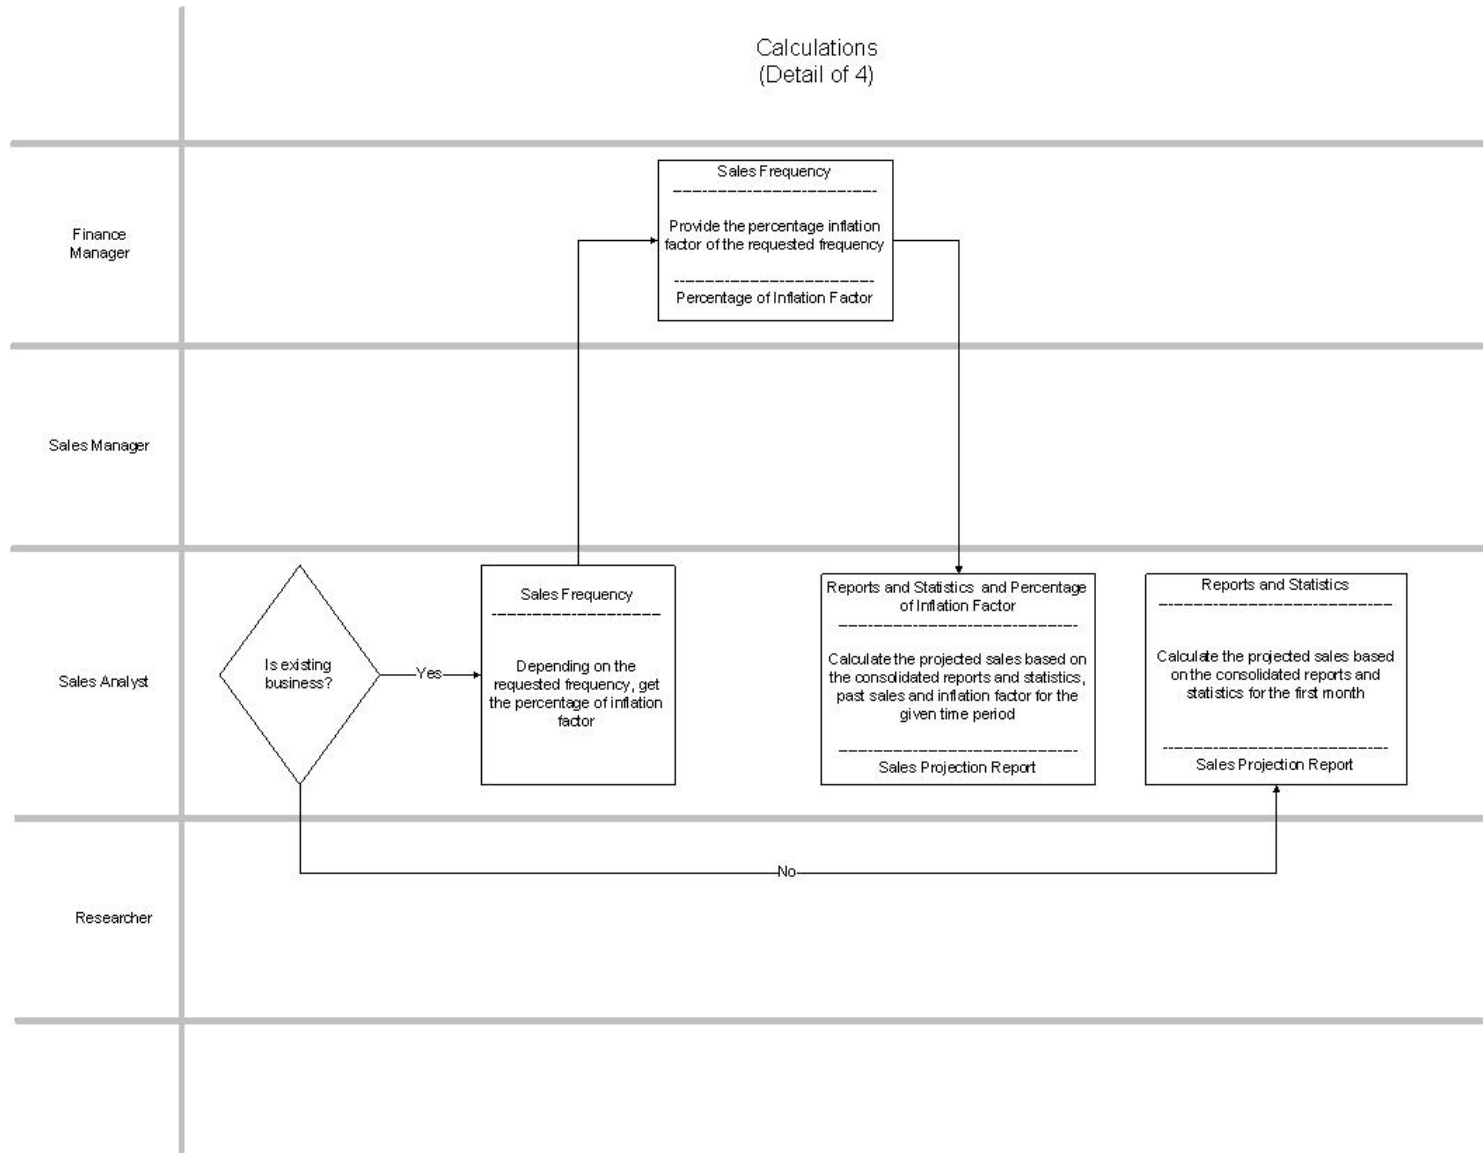 Calculations
(Detail of 4)
Finance
Manager
Sales Frequency
------------------------------
Provide the percentage inflation
factor of the requested frequency
------------------------------
Percentage of Inflation Factor
Sales Manager
Sales Analyst
Is existing
business?
Yes
Sales Frequency
-------------------------
Depending on the
requested frequency, get
the percentage of inflation
factor
Reports and Statistics and Percentage
of Inflation Factor
-----------------------------------
Calculate the projected sales based on
the consolidated reports and statistics,
past sales and inflation factor for the
given time period
-----------------------------------
Sales Projection Report
Reports and Statistics
----------------------------------
Calculate the projected sales based
on the consolidated reports and
statistics for the first month
---------------------------------
Sales Projection Report
No
Researcher